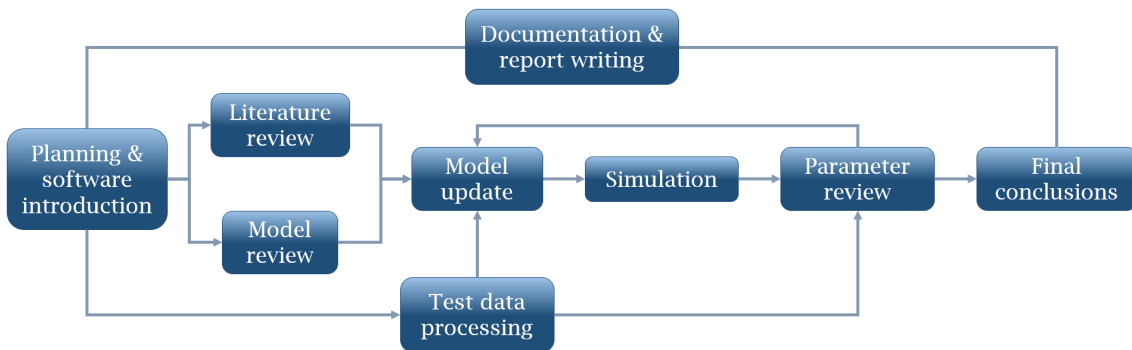 Documentation &
report writing
Planning &
software
introduction
Literature
review
Model
review
Model
update
Simulation
Parameter
review
Final
conclusions
Test data
processing